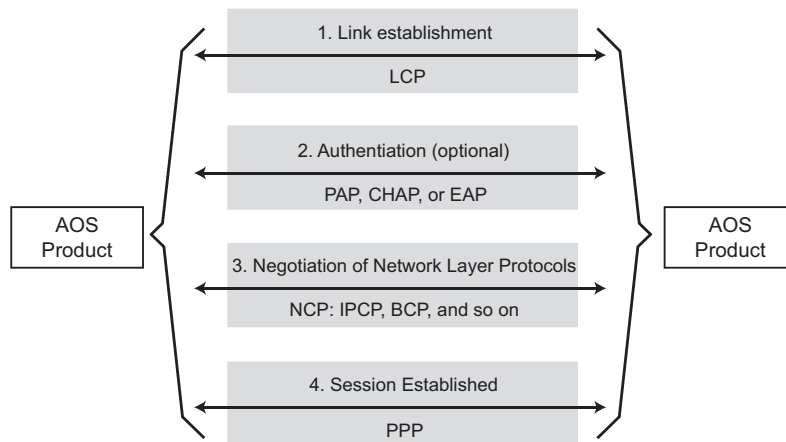 1. Link establishment
LCP
2. Authentiation (optional)
PAP, CHAP, or EAP
AOS
Product
AOS
Product
3. Negotiation of Network Layer Protocols
NCP: IPCP, BCP, and so on
4. Session Established
PPP